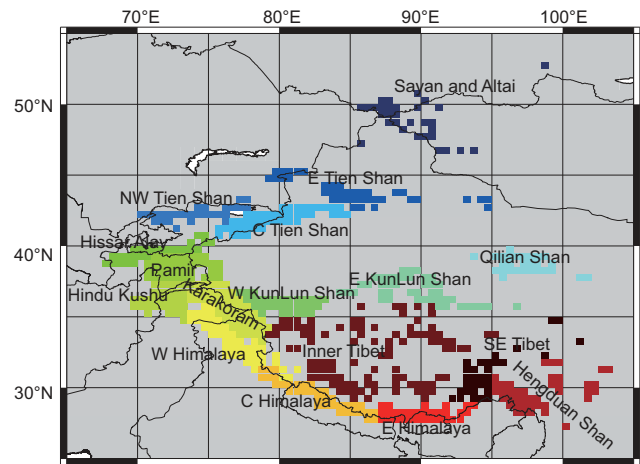 70°E 80°E 90°E 100°E
50°N
40°N
30°N
Sayan and Altai
E Tien Shan
NW Tien Shan
C Tien Shan
Hissar Alay
Pamir
Qilian Shan
E KunLun Shan
W KunLun Shan
Hindu Kushu
Karakoram
W Himalaya
Inner Tibet
SE Tibet
Hengduan Shan
C Himalaya
E Himalaya